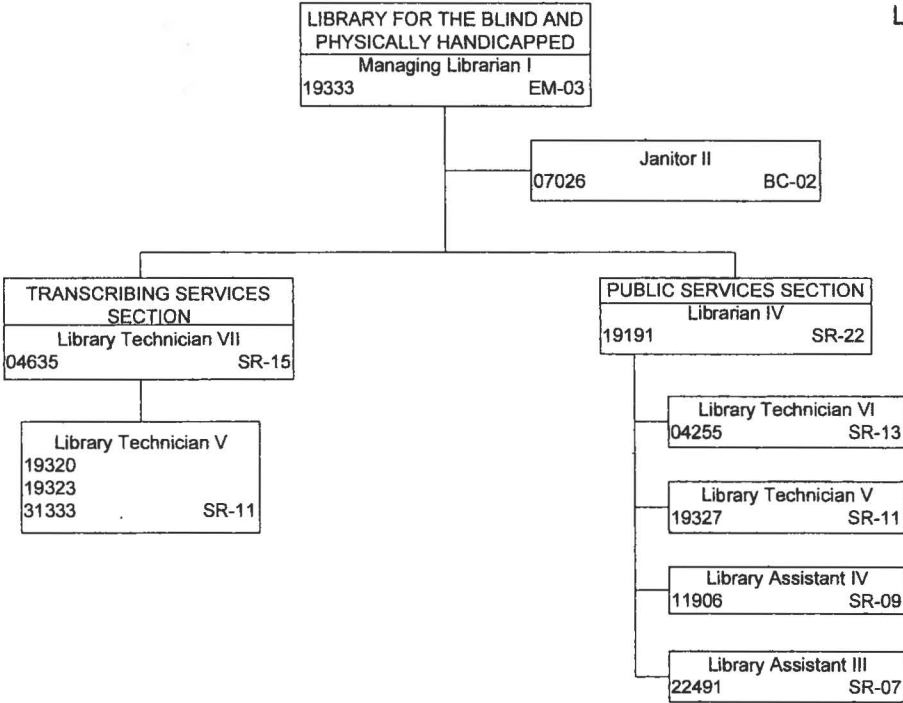 L
LIBRARY FOR THE BLIND AND
PHYSICALLY HANDICAPPED
Managing Librarian I
19333 EM-03
Janitor II
07026 BC-02
TRANSCRIBING SERVICES
SECTION
Library Technician VII
04635 SR-15
Library Technician V
19320
19323
31333 SR-11
PUBLIC SERVICES SECTION
Librarian IV
19191 SR-22
Library Technician VI
04255 SR-13
Library Technician V
19327 SR-11
Library Assistant IV
11906 SR-09
Library Assistant III
22491 SR-07